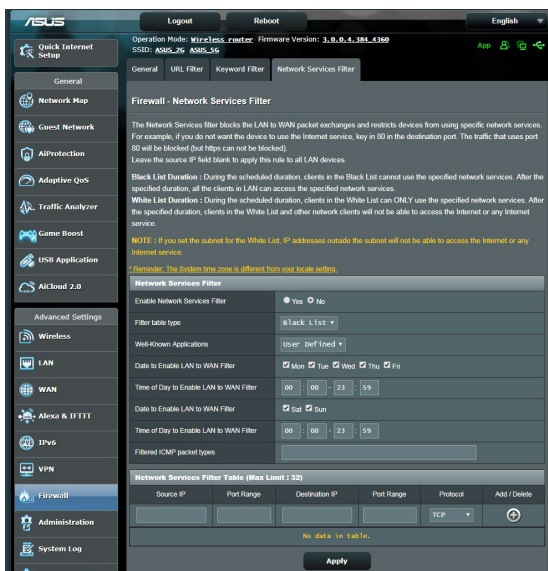 ASUS
Logout
Reboot
English
Operation Mode: Wireless router Firmware Version: 3.0.0.4.384_4360
SSID: ASUS_2G ASUS_5G
App
Quick Internet
Setup
General
Network Map
Guest Network
AiProtection
Adaptive QoS
Traffic Analyzer
Game Boost
USB Application
AiCloud 2.0
Advanced Settings
Wireless
LAN
WAN
Alexa & IFTTT
IPv6
VPN
Firewall
Administration
System Log
General
URL Filter
Keyword Filter
Network Services Filter
Firewall - Network Services Filter
The Network Services filter blocks the LAN to WAN packet exchanges and restricts devices from using specific network services.
For example, if you do not want the device to use the Internet service, key in 80 in the destination port. The traffic that uses port
80 will be blocked (but https can not be blocked).
Leave the source IP field blank to apply this rule to all LAN devices.
Black List Duration : During the scheduled duration, clients in the Black List cannot use the specified network services. After the
specified duration, all the clients in LAN can access the specified network services.
White List Duration : During the scheduled duration, clients in the White List can ONLY use the specified network services. After
the specified duration, clients in the White List and other network clients will not be able to access the Internet or any Internet
service.
NOTE : If you set the subnet for the White List, IP addresses outside the subnet will not be able to access the Internet or any
Internet service.
* Reminder: The System time zone is different from your locale setting.
Network Services Filter
Enable Network Services Filter
Yes No
Filter table type
Black List
Well-Known Applications
User Defined
Date to Enable LAN to WAN Filter
Mon Tue Wed Thu Fri
Time of Day to Enable LAN to WAN Filter
00 : 00 - 23 : 59
Date to Enable LAN to WAN Filter
Sat Sun
Time of Day to Enable LAN to WAN Filter
00 : 00 - 23 : 59
Filtered ICMP packet types
Network Services Filter Table (Max Limit : 32)
Source IP
Port Range
Destination IP
Port Range
Protocol
Add / Delete
TCP
No data in table.
Apply